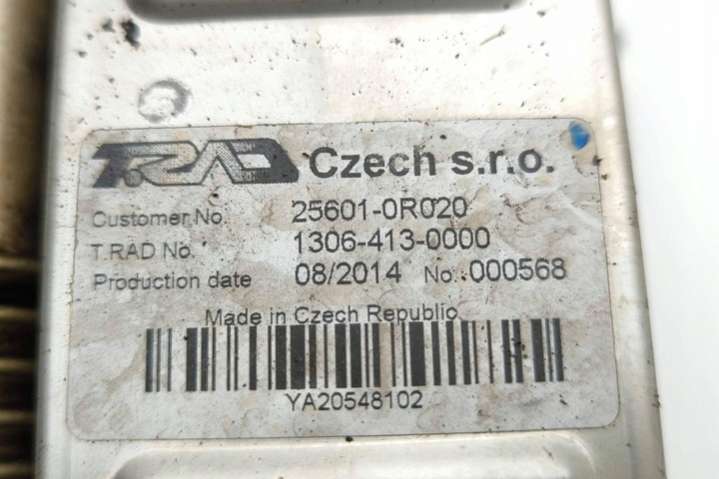 T.RAD Czech s.r.o.
Customer No. 25601-0R020
T.RAD No. 1306-413-0000
Production date 08/2014 No.:000568
Made in Czech Republic
YA20548102